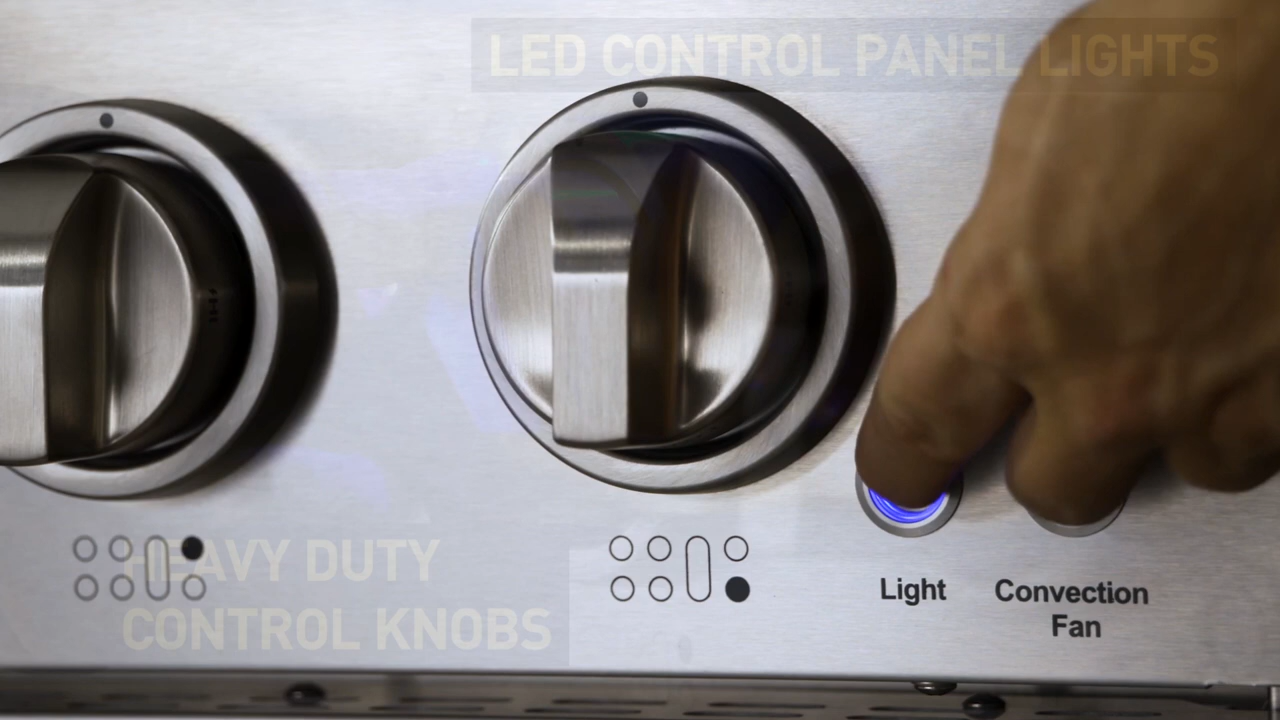 LED CONTROL PANEL LIGHTS
HEAVY DUTY
CONTROL KNOBS
Light
Convection
Fan